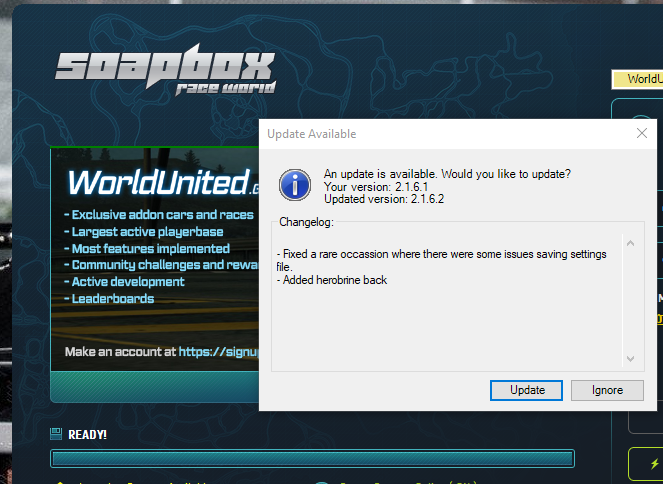 soapbox
race world
WorldU
Update Available
An update is available. Would you like to update?
Your version: 2.1.6.1
Updated version: 2.1.6.2
Changelog:
- Fixed a rare occassion where there were some issues saving settings
file.
- Added herobrine back
Update
Ignore
WorldUnited
- Exclusive addon cars and races
- Largest active playerbase
- Most features implemented
- Community challenges and rewa
- Active development
- Leaderboards
Make an account at https://signup
READY!